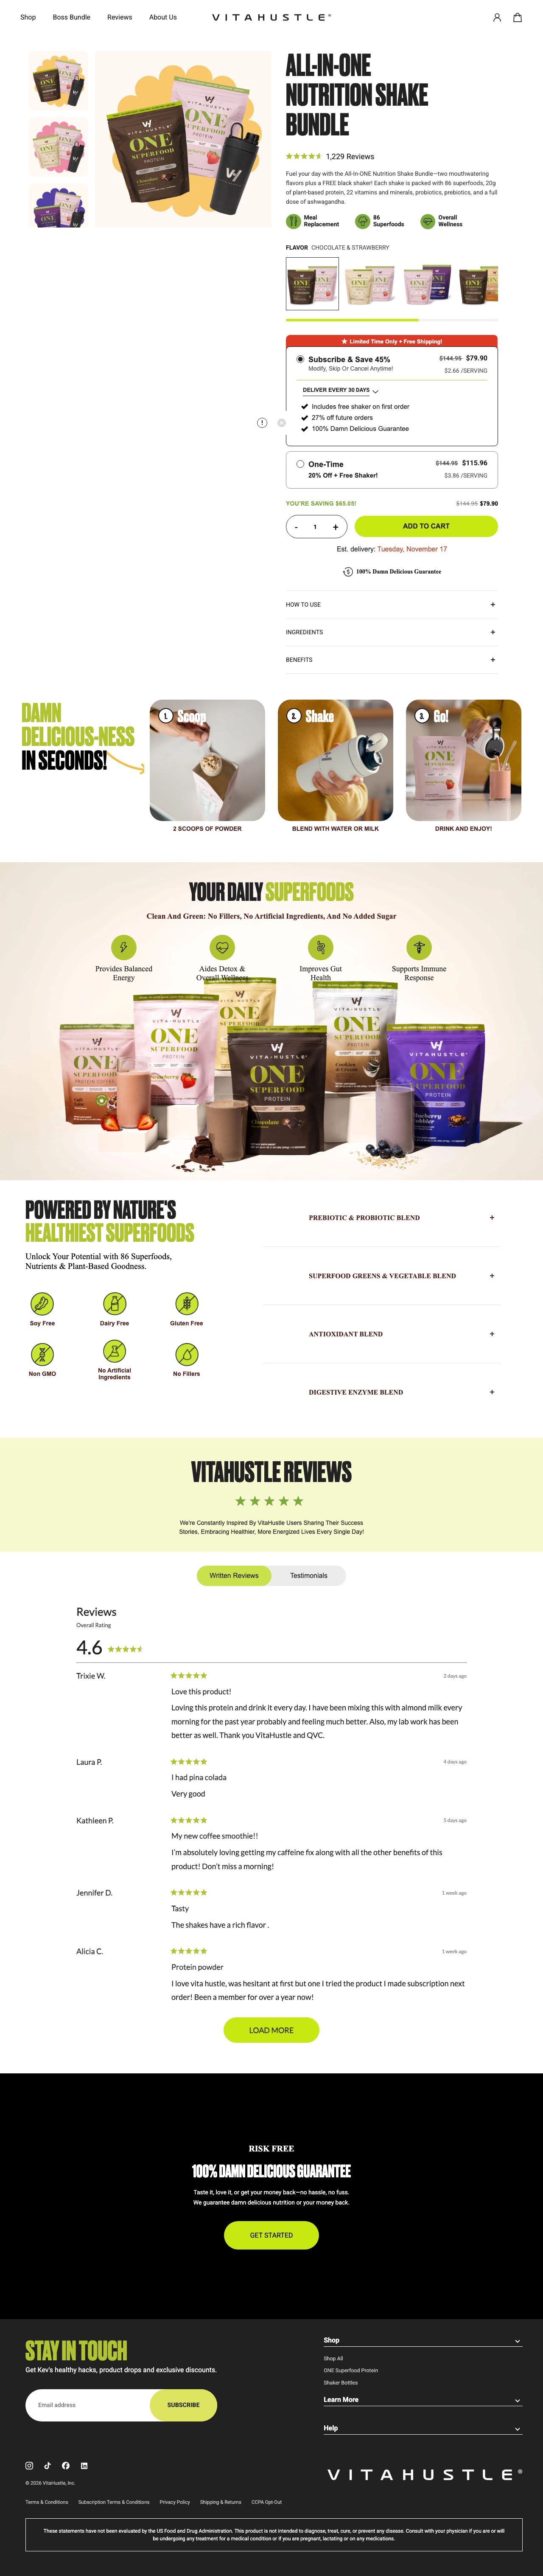 Shop
Boss Bundle
Reviews
About Us
VITAHUSTLE®
ALL-IN-ONE
NUTRITION SHAKE
BUNDLE
1,229 Reviews
Fuel your day with the All-In-ONE Nutrition Shake Bundle—two mouthwatering
flavors plus a FREE black shaker! Each shake is packed with 86 superfoods, 20g
of plant-based protein, 22 vitamins and minerals, probiotics, prebiotics, and a full
dose of ashwagandha.
Meal
Replacement
86
Superfoods
Overall
Wellness
FLAVOR CHOCOLATE & STRAWBERRY
Limited Time Only + Free Shipping!
Subscribe & Save 45%
$144.95 $79.90
Modify, Skip Or Cancel Anytime!
$2.66 /SERVING
DELIVER EVERY 30 DAYS
Includes free shaker on first order
27% off future orders
100% Damn Delicious Guarantee
One-Time
$144.95 $115.96
20% Off + Free Shaker!
$3.86 /SERVING
YOU'RE SAVING $65.05!
$144.95 $79.90
- 1 +
ADD TO CART
Est. delivery: Tuesday, November 17
100% Damn Delicious Guarantee
HOW TO USE +
INGREDIENTS +
BENEFITS +
DAMN
DELICIOUS-NESS
IN SECONDS!
1. Scoop
2. Shake
3. Go!
2 SCOOPS OF POWDER
BLEND WITH WATER OR MILK
DRINK AND ENJOY!
YOUR DAILY SUPERFOODS
Clean And Green: No Fillers, No Artificial Ingredients, And No Added Sugar
Provides Balanced
Energy
Aides Detox &
Overall Wellness
Improves Gut
Health
Supports Immune
Response
VITA·HUSTLE
ONE
SUPERFOOD
PROTEIN
Chocolate
POWERED BY NATURE'S
HEALTHIEST SUPERFOODS
Unlock Your Potential with 86 Superfoods,
Nutrients & Plant-Based Goodness.
Soy Free
Dairy Free
Gluten Free
Non GMO
No Artificial
Ingredients
No Fillers
PREBIOTIC & PROBIOTIC BLEND +
SUPERFOOD GREENS & VEGETABLE BLEND +
ANTIOXIDANT BLEND +
DIGESTIVE ENZYME BLEND +
VITAHUSTLE REVIEWS
We're Constantly Inspired By VitaHustle Users Sharing Their Success
Stories, Embracing Healthier, More Energized Lives Every Single Day!
Written Reviews
Testimonials
Reviews
Overall Rating
4.6
Trixie W.
2 days ago
Love this product!
Loving this protein and drink it every day. I have been mixing this with almond milk every
morning for the past year probably and feeling much better. Also, my lab work has been
better as well. Thank you VitaHustle and QVC.
Laura P.
4 days ago
I had pina colada
Very good
Kathleen P.
5 days ago
My new coffee smoothie!!
I'm absolutely loving getting my caffeine fix along with all the other benefits of this
product! Don't miss a morning!
Jennifer D.
1 week ago
Tasty
The shakes have a rich flavor .
Alicia C.
1 week ago
Protein powder
I love vita hustle, was hesitant at first but one I tried the product I made subscription next
order! Been a member for over a year now!
LOAD MORE
RISK FREE
100% DAMN DELICIOUS GUARANTEE
Taste it, love it, or get your money back—no hassle, no fuss.
We guarantee damn delicious nutrition or your money back.
GET STARTED
STAY IN TOUCH
Get Kev's healthy hacks, product drops and exclusive discounts.
Email address
SUBSCRIBE
Shop
Shop All
ONE Superfood Protein
Shaker Bottles
Learn More
Help
© 2026 VitaHustle, Inc.
VITAHUSTLE®
Terms & Conditions
Subscription Terms & Conditions
Privacy Policy
Shipping & Returns
CCPA Opt-Out
These statements have not been evaluated by the US Food and Drug Administration. This product is not intended to diagnose, treat, cure, or prevent any disease. Consult with your physician if you are or will
be undergoing any treatment for a medical condition or if you are pregnant, lactating or on any medications.